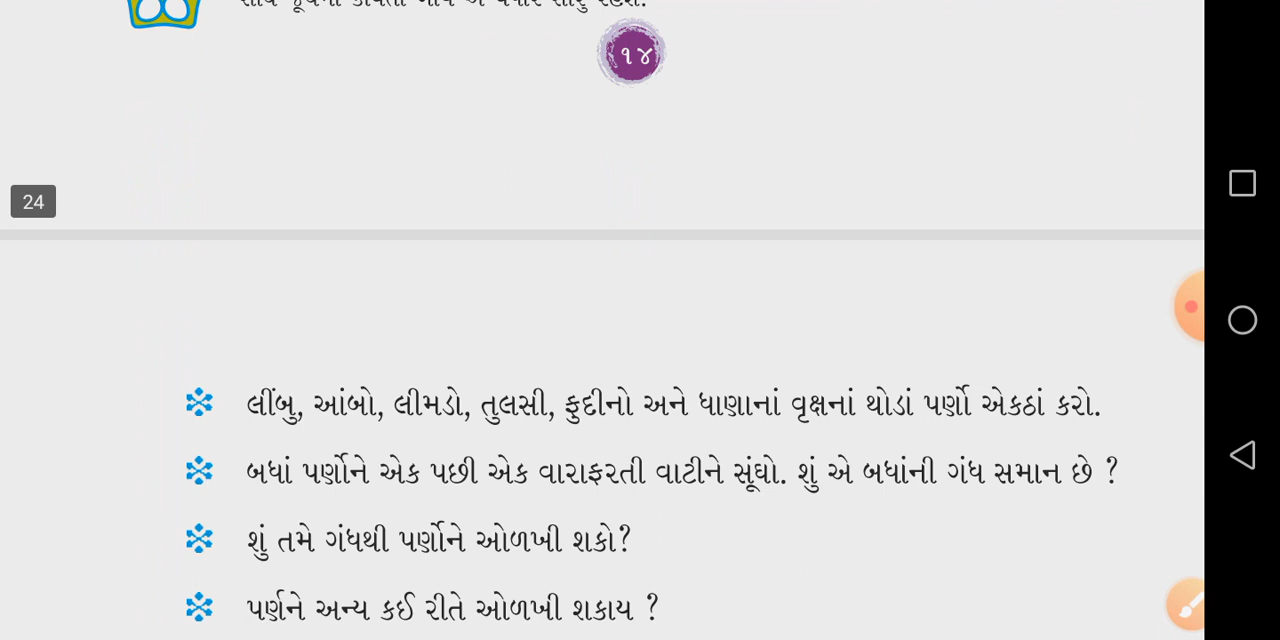 ૧૪
24
લીંબુ, આંબો, લીમડો, તુલસી, ફુદીનો અને ધાણાનાં વૃક્ષનાં થોડાં પર્ણો એકઠાં કરો.
બધાં પર્ણોને એક પછી એક વારાફરતી વાટીને સૂંઘો. શું એ બધાંની ગંધ સમાન છે ?
શું તમે ગંધથી પર્ણોને ઓળખી શકો?
પર્ણને અન્ય કઈ રીતે ઓળખી શકાય ?